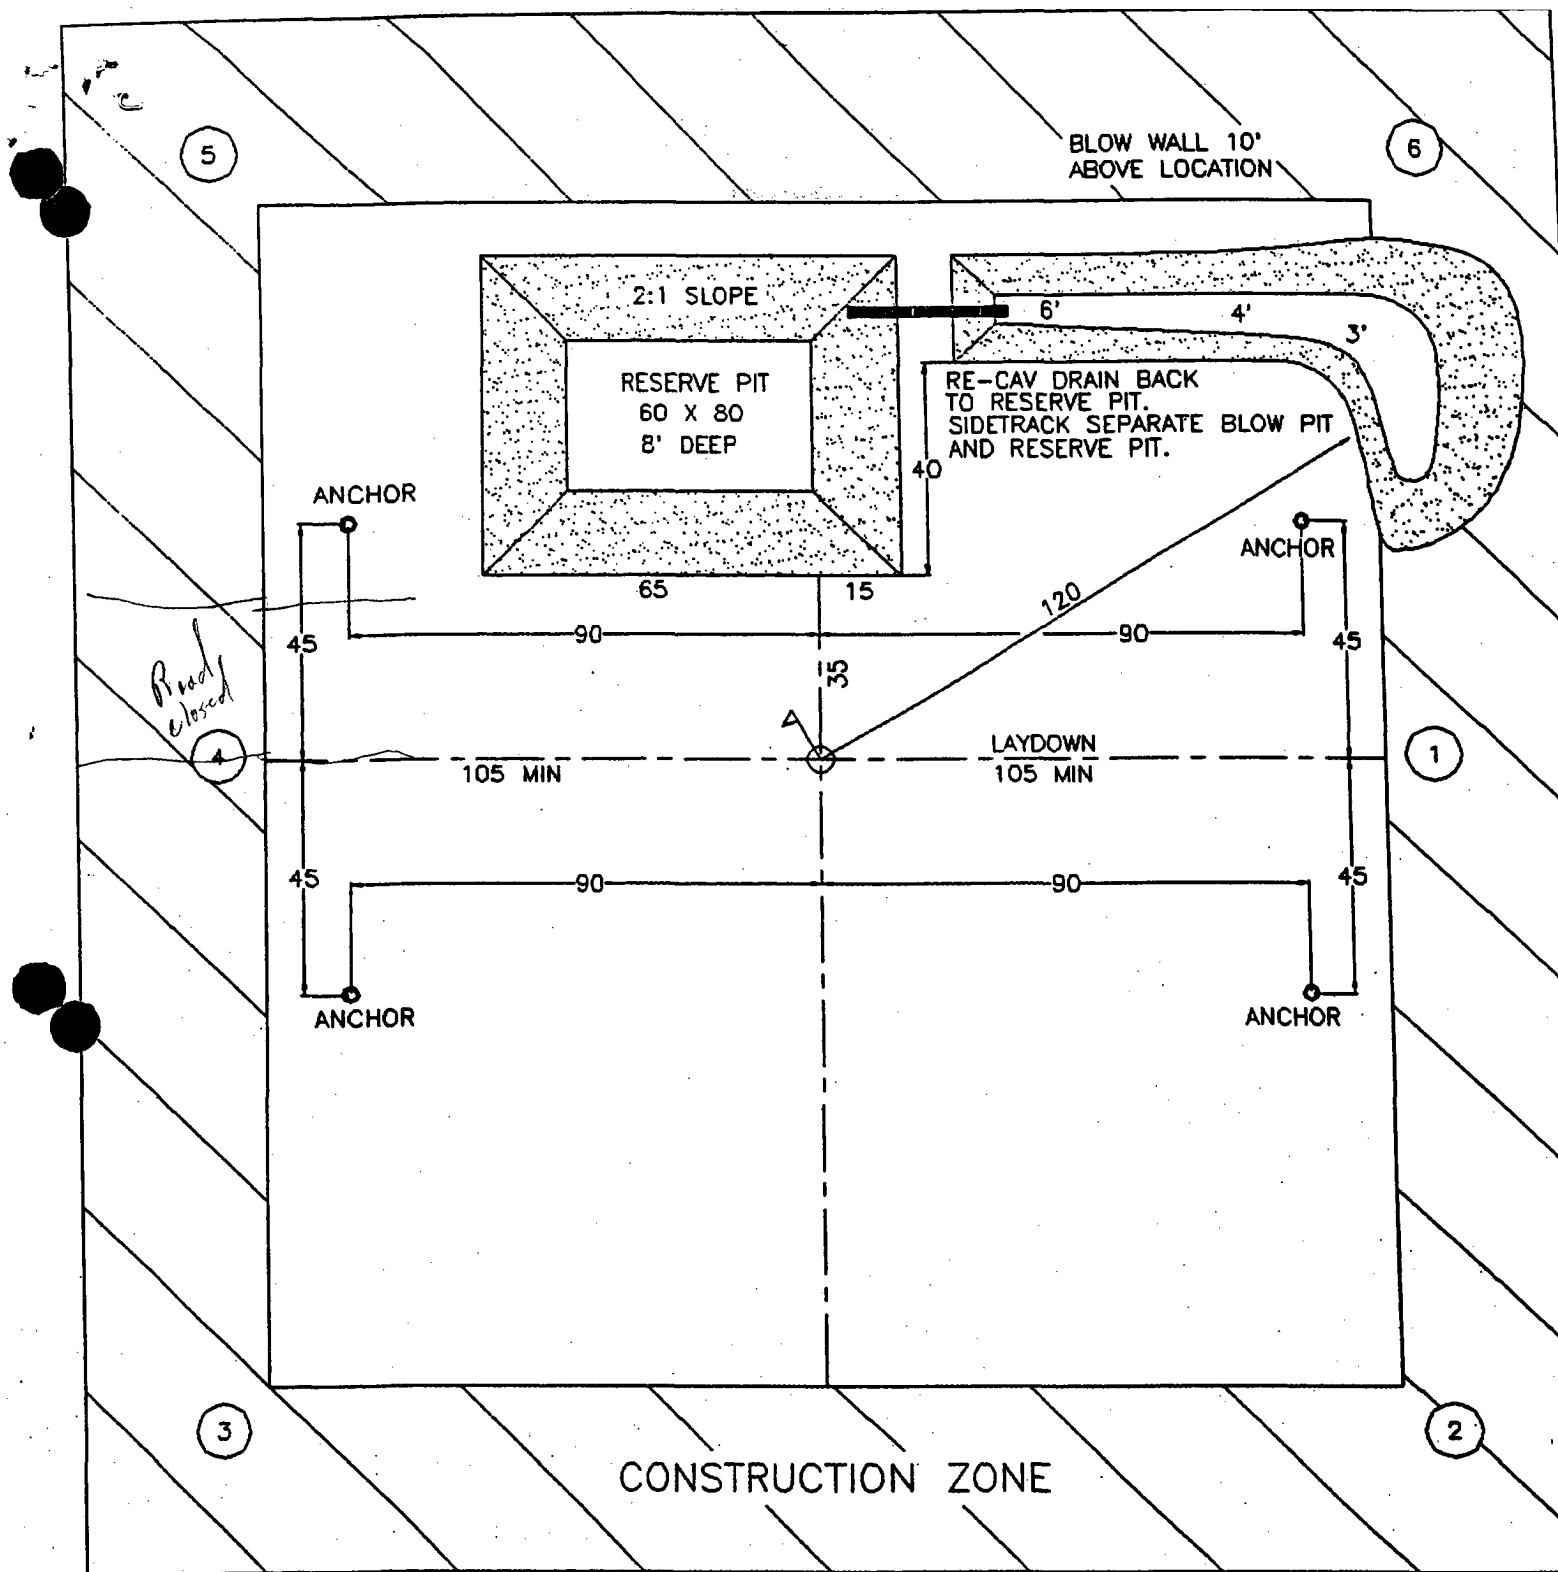 5
BLOW WALL 10'
ABOVE LOCATION
6
2:1 SLOPE
6'
4'
3'
RESERVE PIT
60 X 80
8' DEEP
RE-CAV DRAIN BACK
TO RESERVE PIT.
SIDETRACK SEPARATE BLOW PIT
AND RESERVE PIT.
40
ANCHOR
ANCHOR
65
15
120
45
90
90
45
35
Road
closed
4
105 MIN
LAYDOWN
105 MIN
1
45
90
90
45
ANCHOR
ANCHOR
3
2
CONSTRUCTION ZONE